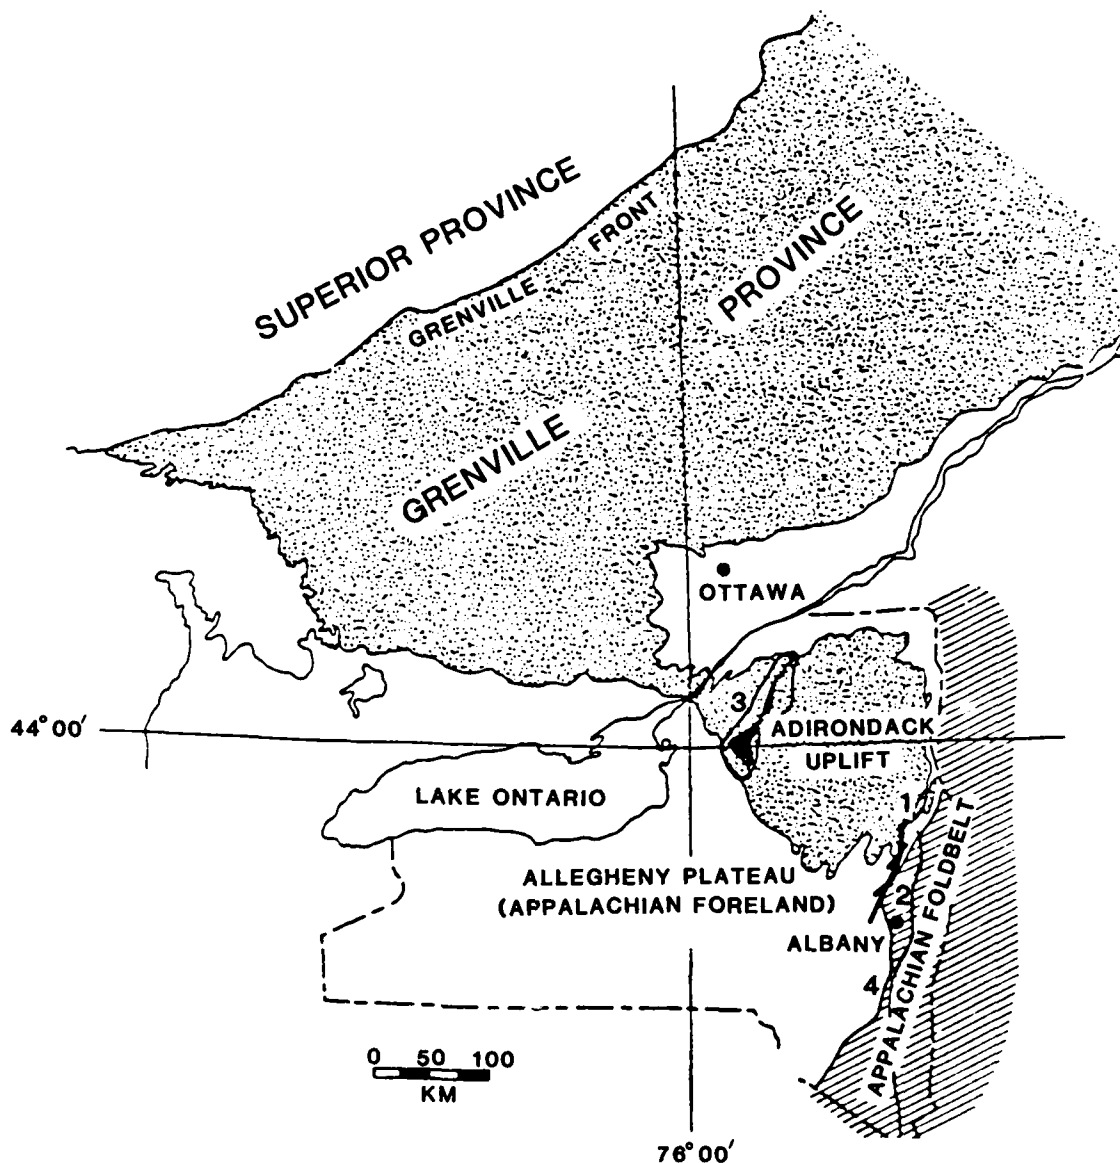 SUPERIOR PROVINCE
GRENVILLE FRONT
PROVINCE
GRENVILLE
OTTAWA
3
44°00′
ADIRONDACK
UPLIFT
LAKE ONTARIO
1
ALLEGHENY PLATEAU
(APPALACHIAN FORELAND)
2
ALBANY
APPALACHIAN FOLDBELT
4
0 50 100
KM
76°00′